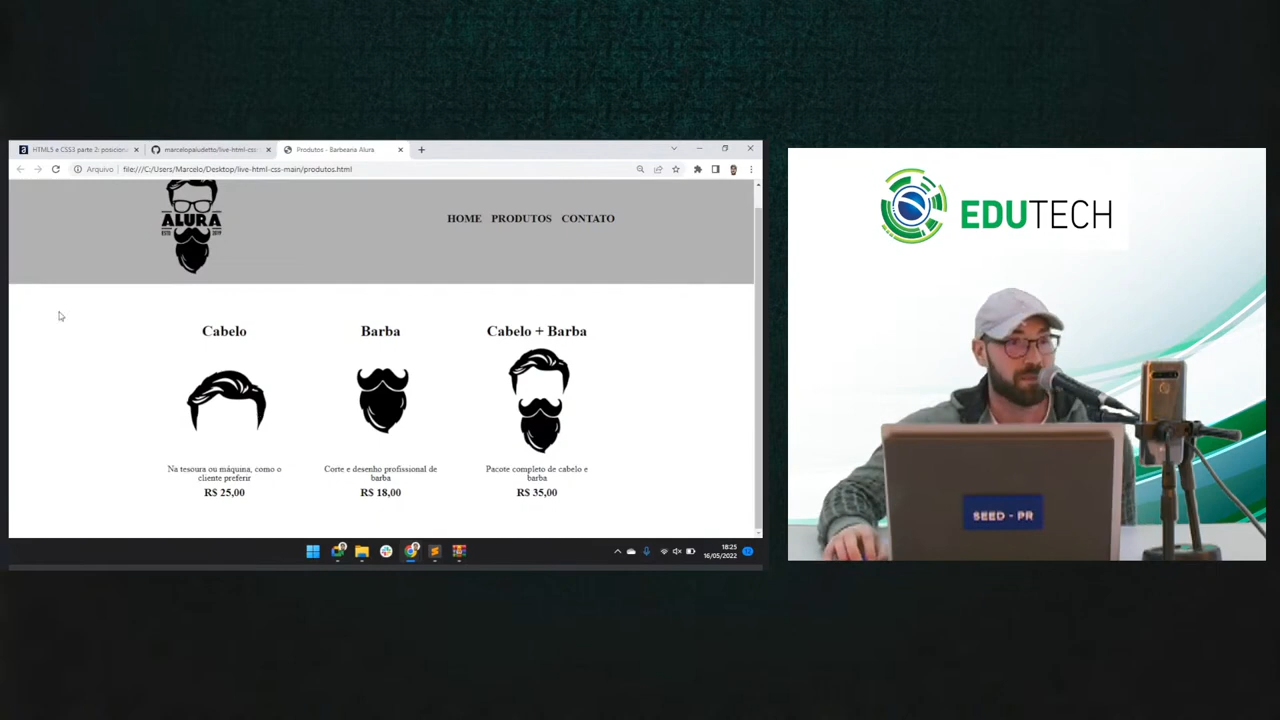 HTML5 e CSS3 parte 2: posicion
marcelopaludetto/live-html-css
Produtos - Barbearia Alura
Arquivo
file:///C:/Users/Marcelo/Desktop/live-html-css-main/produtos.html
ALURA
ESTD 2019
HOME PRODUTOS CONTATO
Cabelo
Barba
Cabelo + Barba
Na tesoura ou máquina, como o
cliente preferir
R$ 25,00
Corte e desenho profissional de
barba
R$ 18,00
Pacote completo de cabelo e
barba
R$ 35,00
18:25
16/05/2022
EDUTECH
SEED - PR